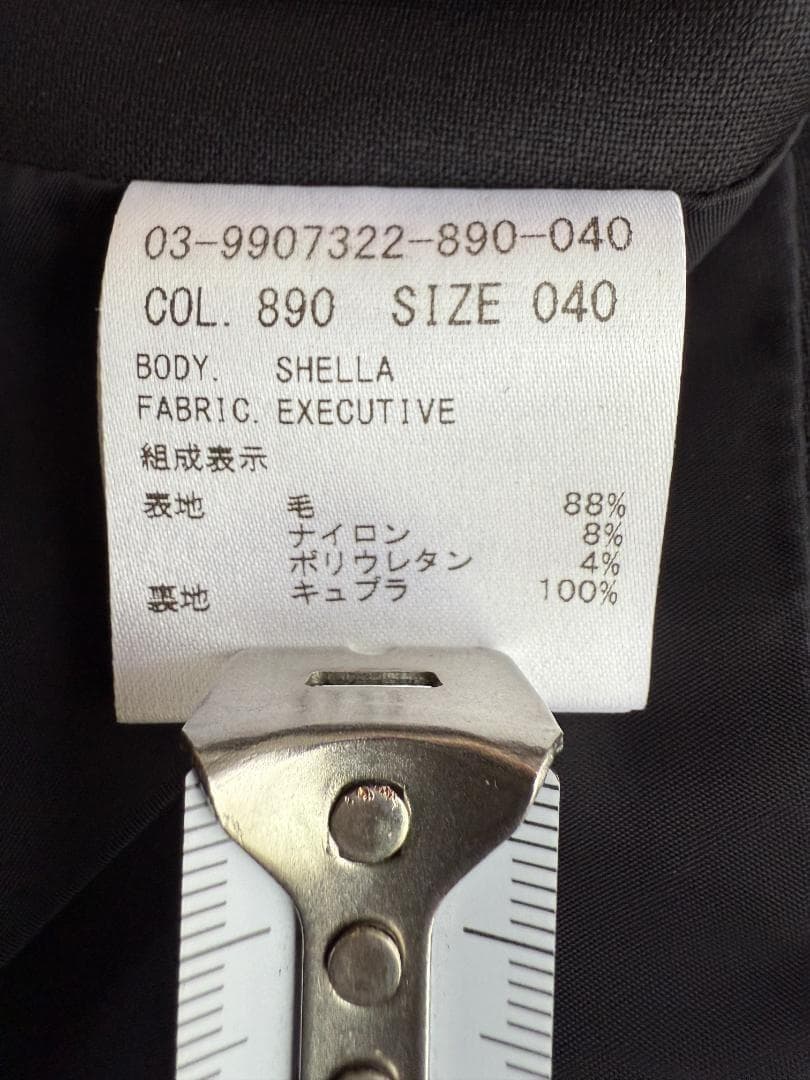 03-9907322-890-040
COL. 890 SIZE 040
BODY. SHELLA
FABRIC. EXECUTIVE
組成表示
表地 毛 88%
ナイロン 8%
ポリウレタン 4%
裏地 キュプラ 100%